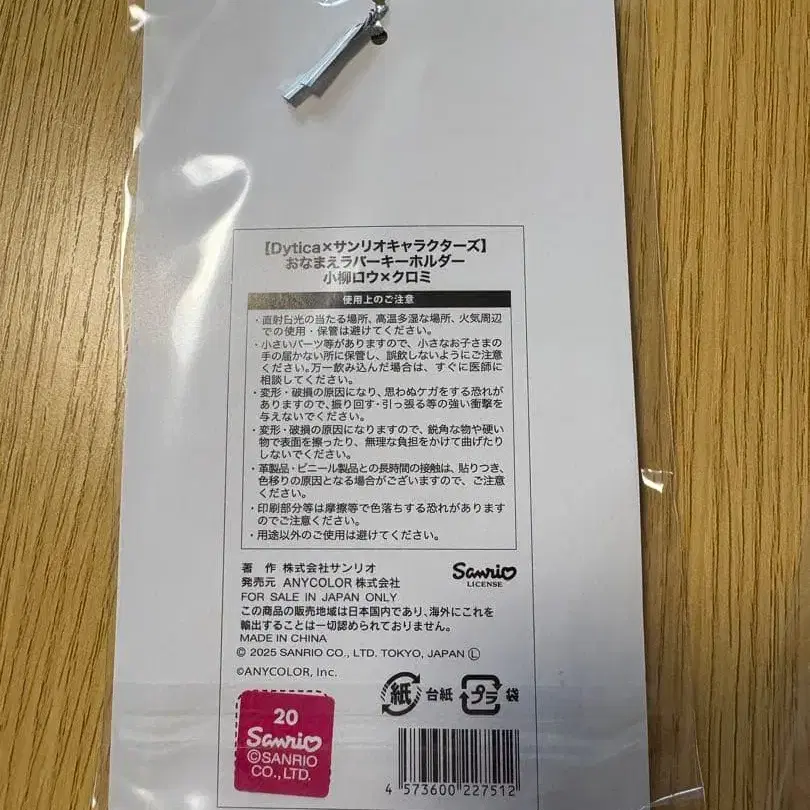 【Dytica×サンリオキャラクターズ】
おなまえラバーキーホルダー
小柳ロウ×クロミ
使用上のご注意
・直射日光の当たる場所、高温多湿な場所、火気周辺
での使用・保管は避けてください。
・小さいパーツ等がありますので、小さなお子さまの
手の届かない所に保管し、誤飲しないようにご注意
ください。万一飲み込んだ場合は、すぐに医師に
相談してください。
・変形・破損の原因になり、思わぬケガをする恐れが
ありますので、振り回す・引っ張る等の強い衝撃を
与えないでください。
・変形・破損の原因になりますので、鋭角な物や硬い
物で表面を擦ったり、無理な負担をかけて曲げたり
しないでください。
・革製品・ビニール製品との長時間の接触は、貼りつき、
色移りの原因となる場合がございますので、ご注意
ください。
・印刷部分等は摩擦等で色落ちする恐れがあります
のでご注意ください。
・用途以外のご使用は避けてください。
著 作 株式会社サンリオ
発売元 ANYCOLOR 株式会社
Sanrio
LICENSE
FOR SALE IN JAPAN ONLY
この商品の販売地域は日本国内であり、海外にこれを
輸出することは一切認められておりません。
MADE IN CHINA
© 2025 SANRIO CO., LTD. TOKYO, JAPAN Ⓛ
©ANYCOLOR, Inc.
紙 台紙 プラ 袋
20
Sanrio
©SANRIO
CO., LTD.
4 573600 227512